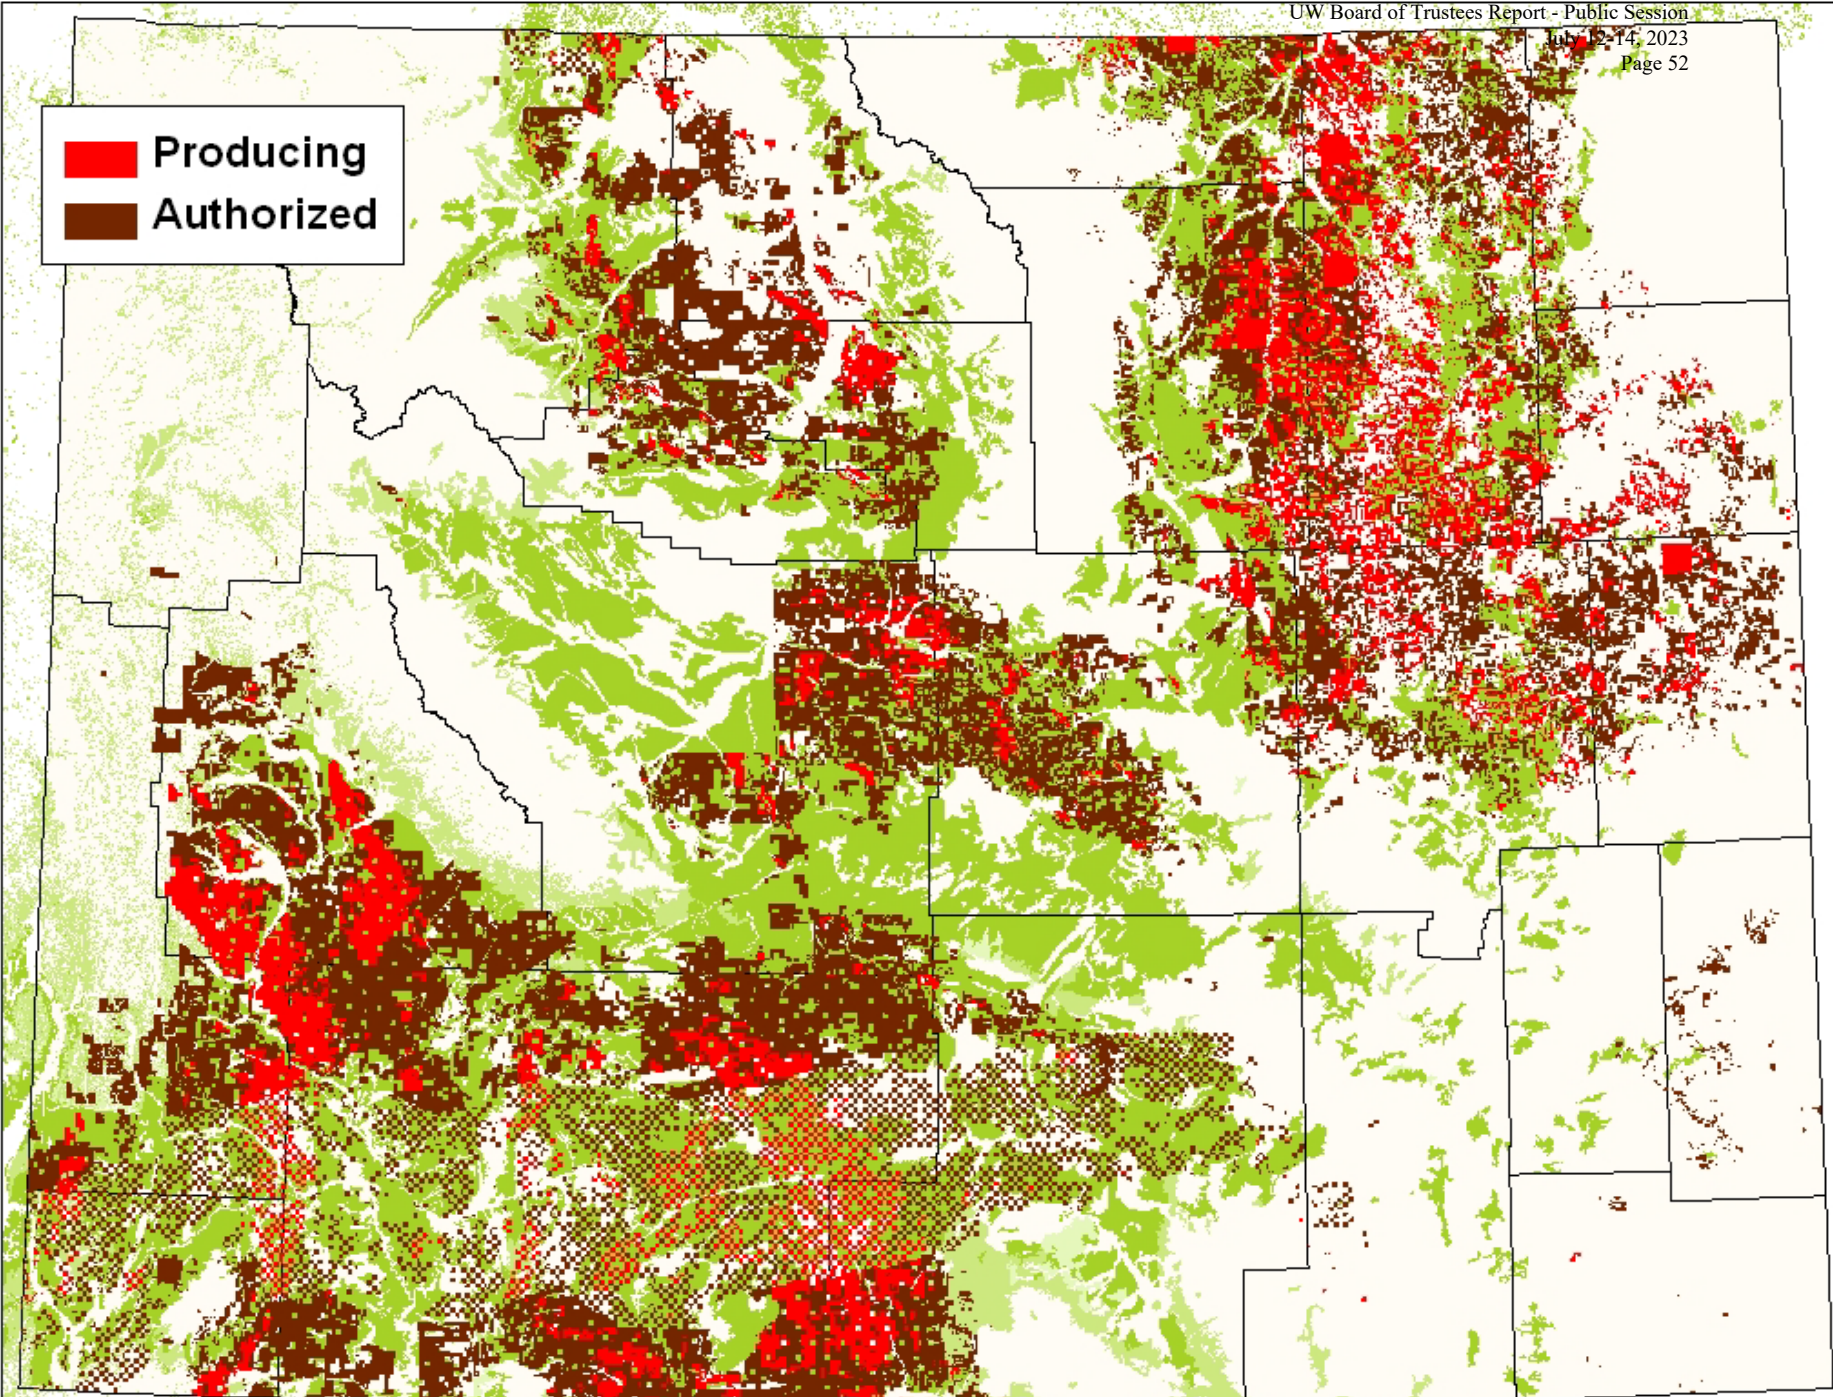 UW Board of Trustees Report - Public Session
July 12-14, 2023
Page 52
Producing
Authorized